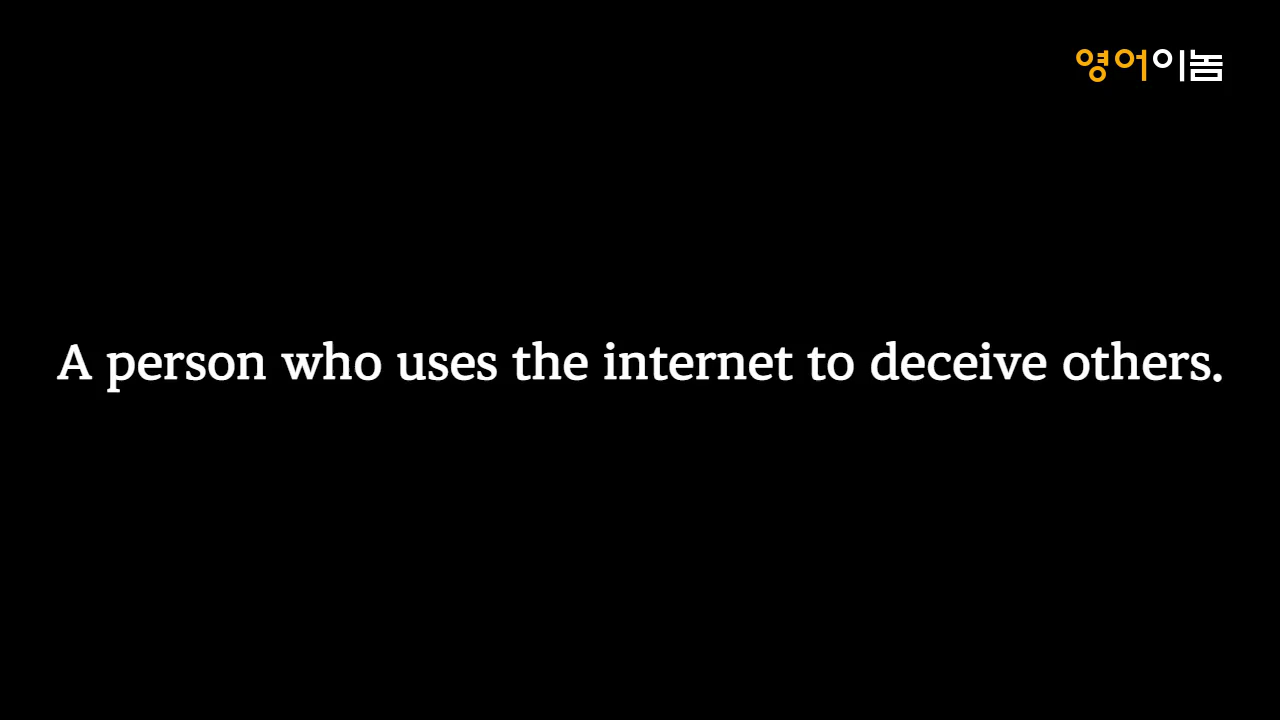 영어이놈
A person who uses the internet to deceive others.